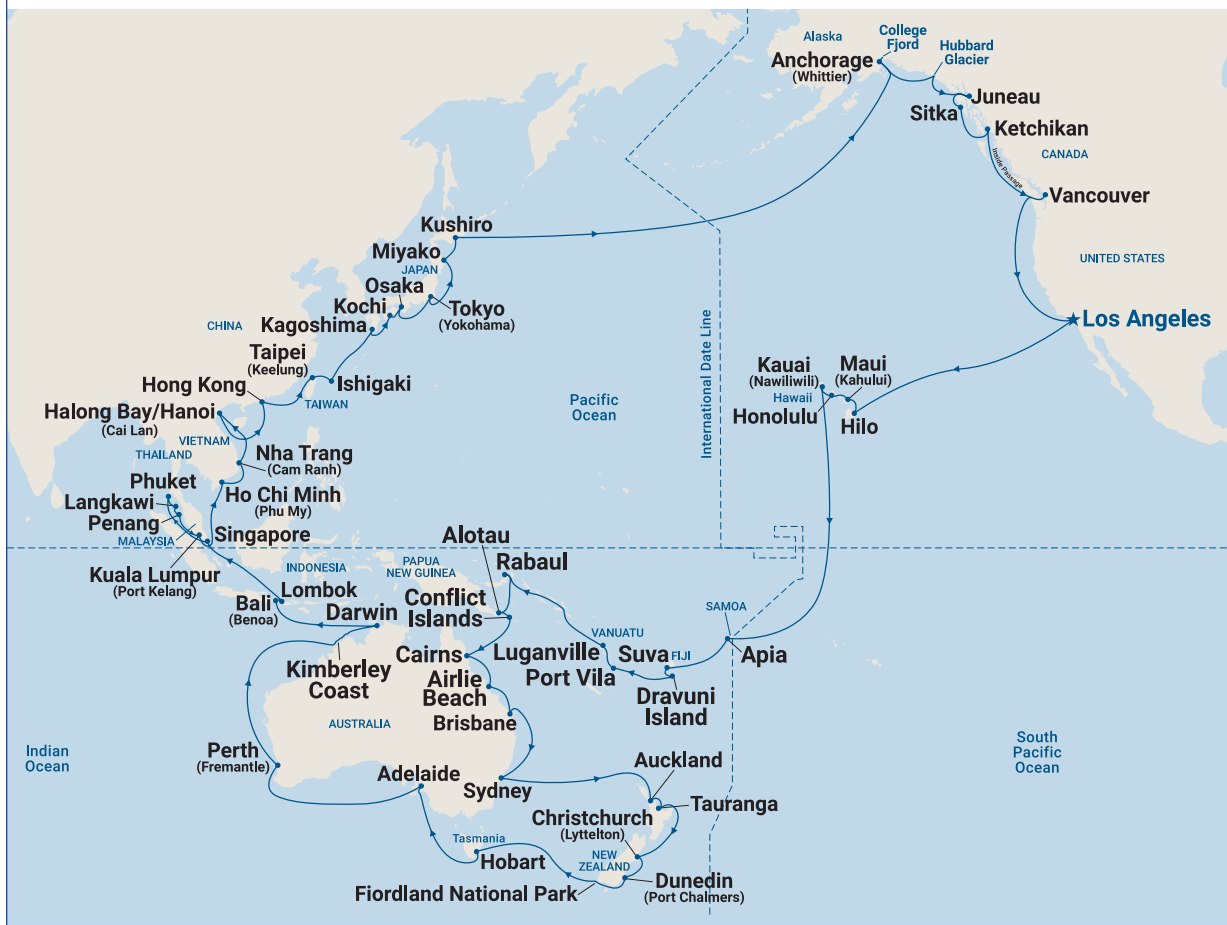 Alaska
College
Fjord
Hubbard
Glacier
Anchorage
(Whittier)
Juneau
Sitka
Ketchikan
CANADA
Inside Passage
Vancouver
UNITED STATES
Los Angeles
Kushiro
Miyako
JAPAN
Osaka
Kochi
Tokyo
(Yokohama)
Kagoshima
CHINA
Taipei
(Keelung)
Ishigaki
TAIWAN
Hong Kong
Halong Bay/Hanoi
(Cai Lan)
VIETNAM
THAILAND
Nha Trang
(Cam Ranh)
Phuket
Ho Chi Minh
(Phu My)
Langkawi
Penang
MALAYSIA
Singapore
Kuala Lumpur
(Port Kelang)
INDONESIA
Lombok
Bali
(Benoa)
Darwin
Pacific
Ocean
International Date Line
Kauai
(Nawiliwili)
Maui
(Kahului)
Hawaii
Honolulu
Hilo
Alotau
Rabaul
PAPUA
NEW GUINEA
Conflict
Islands
Cairns
Airlie
Beach
Brisbane
VANUATU
Luganville
Port Vila
Suva
FIJI
Dravuni
Island
SAMOA
Apia
Kimberley
Coast
AUSTRALIA
Indian
Ocean
Perth
(Fremantle)
Adelaide
Sydney
Auckland
Tauranga
Christchurch
(Lyttelton)
Tasmania
Hobart
NEW
ZEALAND
Fiordland National Park
Dunedin
(Port Chalmers)
South
Pacific
Ocean